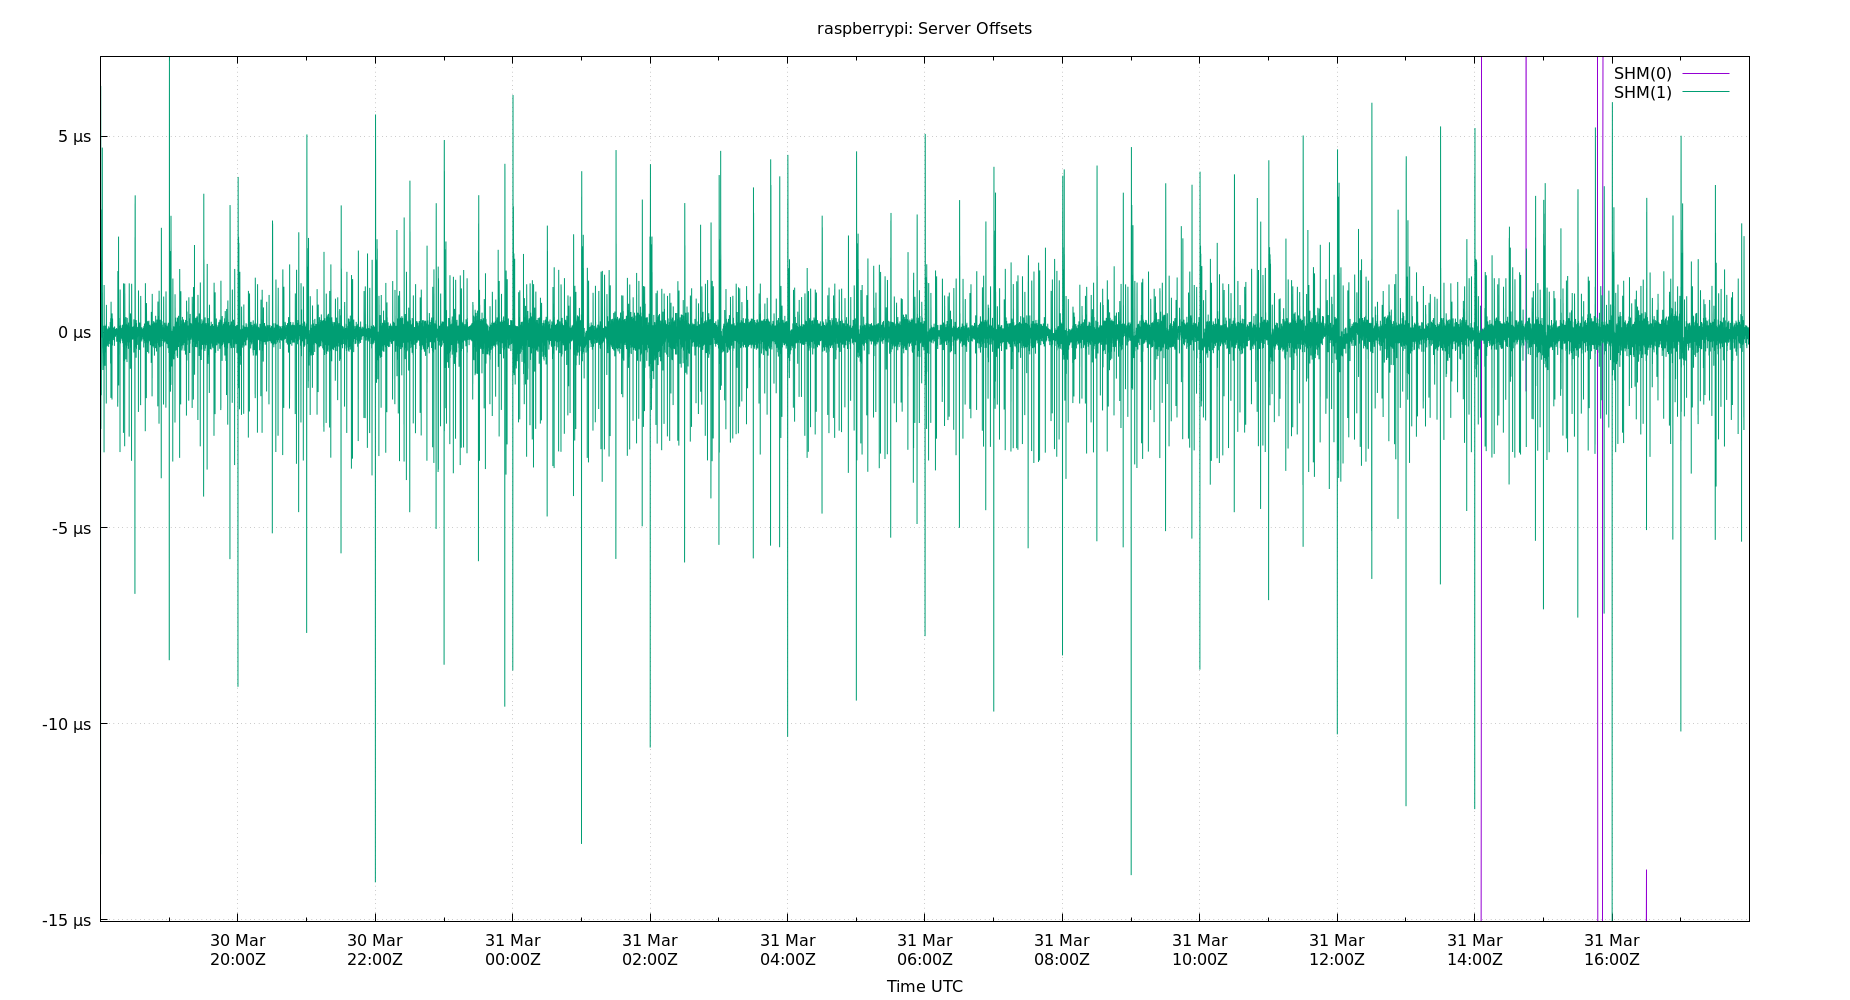 raspberrypi: Server Offsets
SHM(0)
SHM(1)
5 µs
0 µs
-5 µs
-10 µs
-15 µs
30 Mar 30 Mar 31 Mar 31 Mar 31 Mar 31 Mar 31 Mar 31 Mar 31 Mar 31 Mar 31 Mar
20:00Z 22:00Z 00:00Z 02:00Z 04:00Z 06:00Z 08:00Z 10:00Z 12:00Z 14:00Z 16:00Z
Time UTC